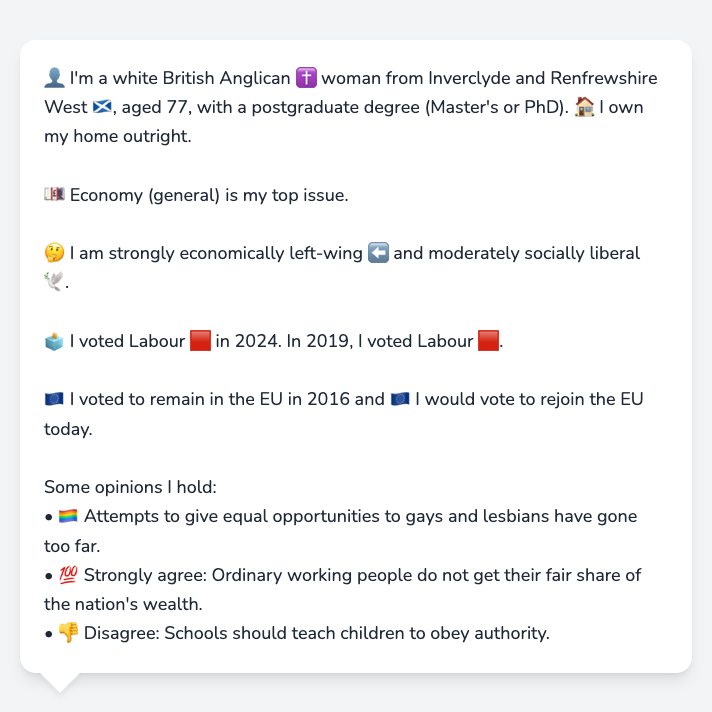 👤 I'm a white British Anglican ✝️ woman from Inverclyde and Renfrewshire
West 🏴󠁧󠁢󠁳󠁣󠁴󠁿, aged 77, with a postgraduate degree (Master's or PhD). 🏠 I own
my home outright.
💷 Economy (general) is my top issue.
🤔 I am strongly economically left-wing ⬅️ and moderately socially liberal
🕊️.
🗳️ I voted Labour 🟥 in 2024. In 2019, I voted Labour 🟥.
🇪🇺 I voted to remain in the EU in 2016 and 🇪🇺 I would vote to rejoin the EU
today.
Some opinions I hold:
• 🏳️‍🌈 Attempts to give equal opportunities to gays and lesbians have gone
too far.
• 💯 Strongly agree: Ordinary working people do not get their fair share of
the nation's wealth.
• 👎 Disagree: Schools should teach children to obey authority.